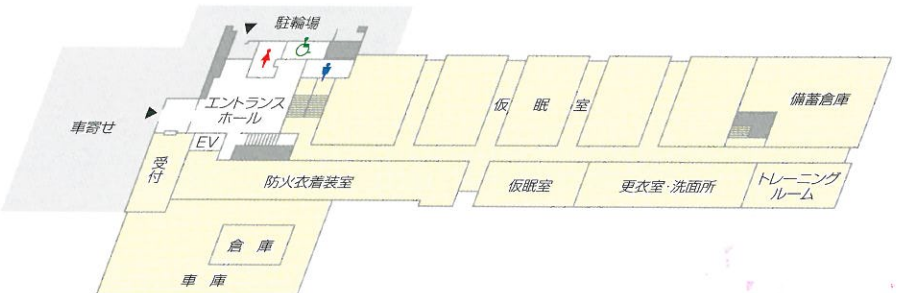 駐輪場
エントランス
ホール
仮 眠 室
備蓄倉庫
車寄せ
EV
受付
防火衣着装室
仮眠室
更衣室・洗面所
トレーニング
ルーム
倉 庫
車 庫